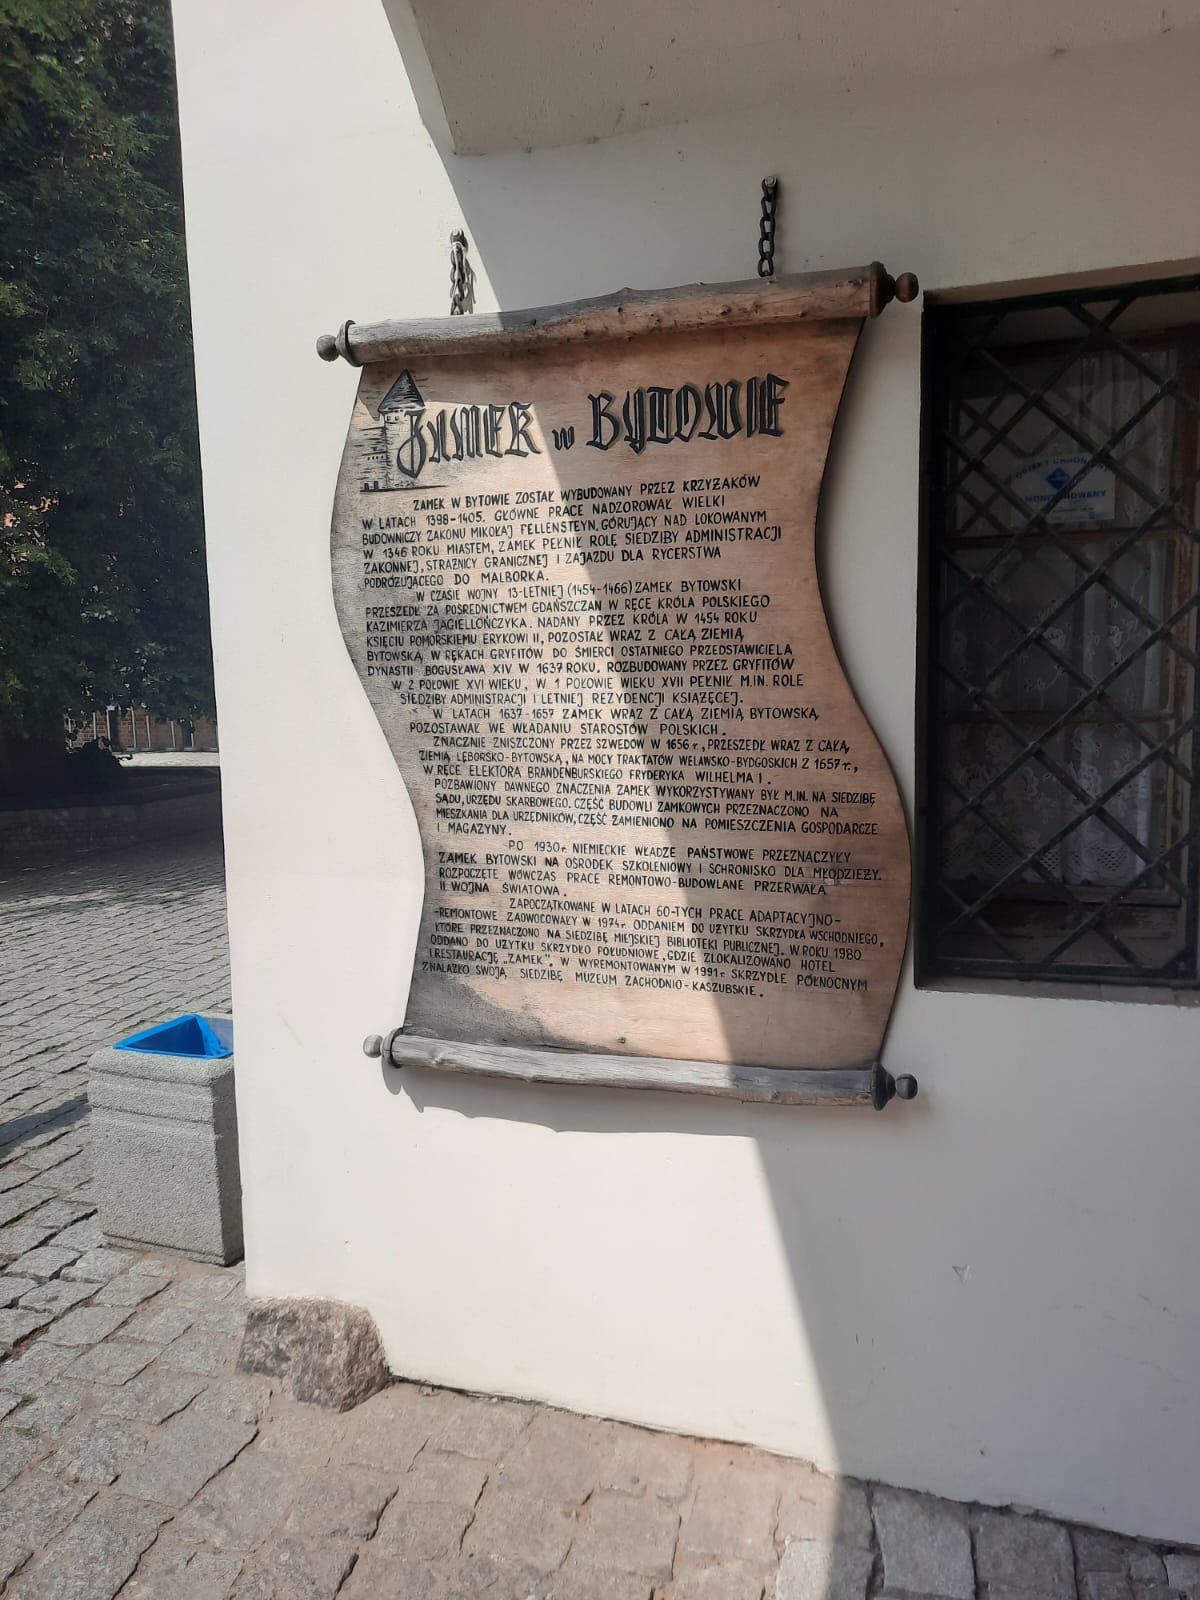 ZAMEK w BYTOWIE
ZAMEK W BYTOWIE ZOSTAŁ WYBUDOWANY PRZEZ KRZYŻAKÓW
W LATACH 1398-1405. GŁÓWNE PRACE NADZOROWAŁ WIELKI
BUDOWNICZY ZAKONU MIKOŁAJ FELLENSTEYN. GÓRUJĄCY NAD LOKOWANYM
W 1346 ROKU MIASTEM, ZAMEK PEŁNIŁ ROLĘ SIEDZIBY ADMINISTRACJI
ZAKONNEJ, STRAŻNICY GRANICZNEJ I ZAJAZDU DLA RYCERSTWA
PODRÓŻUJĄCEGO DO MALBORKA.
W CZASIE WOJNY 13-LETNIEJ (1454-1466) ZAMEK BYTOWSKI
PRZESZEDŁ ZA POŚREDNICTWEM GDAŃSZCZAN W RĘCE KRÓLA POLSKIEGO
KAZIMIERZA JAGIELLOŃCZYKA. NADANY PRZEZ KRÓLA W 1454 ROKU
KSIĘCIU POMORSKIEMU ERYKOWI II, POZOSTAŁ WRAZ Z CAŁĄ ZIEMIĄ
BYTOWSKĄ W RĘKACH GRYFITÓW DO ŚMIERCI OSTATNIEGO PRZEDSTAWICIELA
DYNASTII BOGUSŁAWA XIV W 1637 ROKU. ROZBUDOWANY PRZEZ GRYFITÓW
W 2 POŁOWIE XVI WIEKU, W 1 POŁOWIE WIEKU XVII PEŁNIŁ M.IN. ROLE
SIEDZIBY ADMINISTRACJI I LETNIEJ REZYDENCJI KSIĄŻĘCEJ.
W LATACH 1637-1657 ZAMEK WRAZ Z CAŁĄ ZIEMIĄ BYTOWSKĄ
POZOSTAWAŁ WE WŁADANIU STAROSTÓW POLSKICH.
ZNACZNIE ZNISZCZONY PRZEZ SZWEDÓW W 1656 r., PRZESZEDŁ WRAZ Z CAŁĄ
ZIEMIĄ LĘBORSKO-BYTOWSKĄ, NA MOCY TRAKTATÓW WELAWSKO-BYDGOSKICH Z 1657 r.,
W RĘCE ELEKTORA BRANDENBURSKIEGO FRYDERYKA WILHELMA I.
POZBAWIONY DAWNEGO ZNACZENIA ZAMEK WYKORZYSTYWANY BYŁ M.IN. NA SIEDZIBĘ
SĄDU, URZĘDU SKARBOWEGO. CZĘŚĆ BUDOWLI ZAMKOWYCH PRZEZNACZONO NA
MIESZKANIA DLA URZĘDNIKÓW, CZĘŚĆ ZAMIENIONO NA POMIESZCZENIA GOSPODARCZE
I MAGAZYNY.
PO 1930 r. NIEMIECKIE WŁADZE PAŃSTWOWE PRZEZNACZYŁY
ZAMEK BYTOWSKI NA OŚRODEK SZKOLENIOWY I SCHRONISKO DLA MŁODZIEŻY.
ROZPOCZĘTE WÓWCZAS PRACE REMONTOWO-BUDOWLANE PRZERWAŁA
II WOJNA ŚWIATOWA.
ZAPOCZĄTKOWANE W LATACH 60-TYCH PRACE ADAPTACYJNO-
-REMONTOWE ZAOWOCOWAŁY W 1974 r. ODDANIEM DO UŻYTKU SKRZYDŁA WSCHODNIEGO,
KTÓRE PRZEZNACZONO NA SIEDZIBĘ MIEJSKIEJ BIBLIOTEKI PUBLICZNEJ. W ROKU 1980
ODDANO DO UŻYTKU SKRZYDŁO POŁUDNIOWE, GDZIE ZLOKALIZOWANO HOTEL
I RESTAURACJĘ „ZAMEK". W WYREMONTOWANYM W 1991 r. SKRZYDLE PÓŁNOCNYM
ZNALAZŁO SWOJĄ SIEDZIBĘ MUZEUM ZACHODNIO-KASZUBSKIE.
OBIEKT CHRONIONY
MONITOROWANY